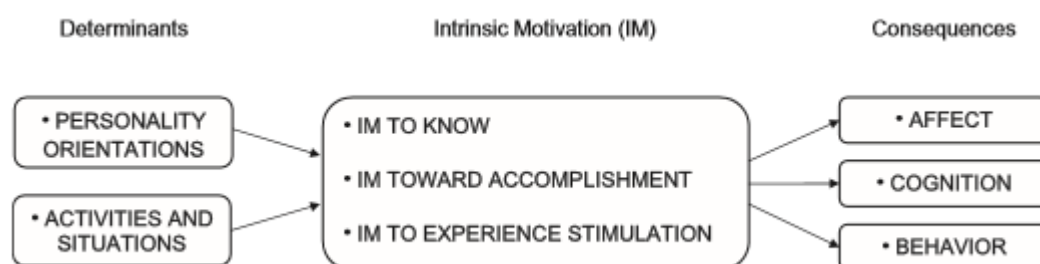 Determinants
Intrinsic Motivation (IM)
Consequences
• PERSONALITY
ORIENTATIONS
• ACTIVITIES AND
SITUATIONS
• IM TO KNOW
• IM TOWARD ACCOMPLISHMENT
• IM TO EXPERIENCE STIMULATION
• AFFECT
• COGNITION
• BEHAVIOR